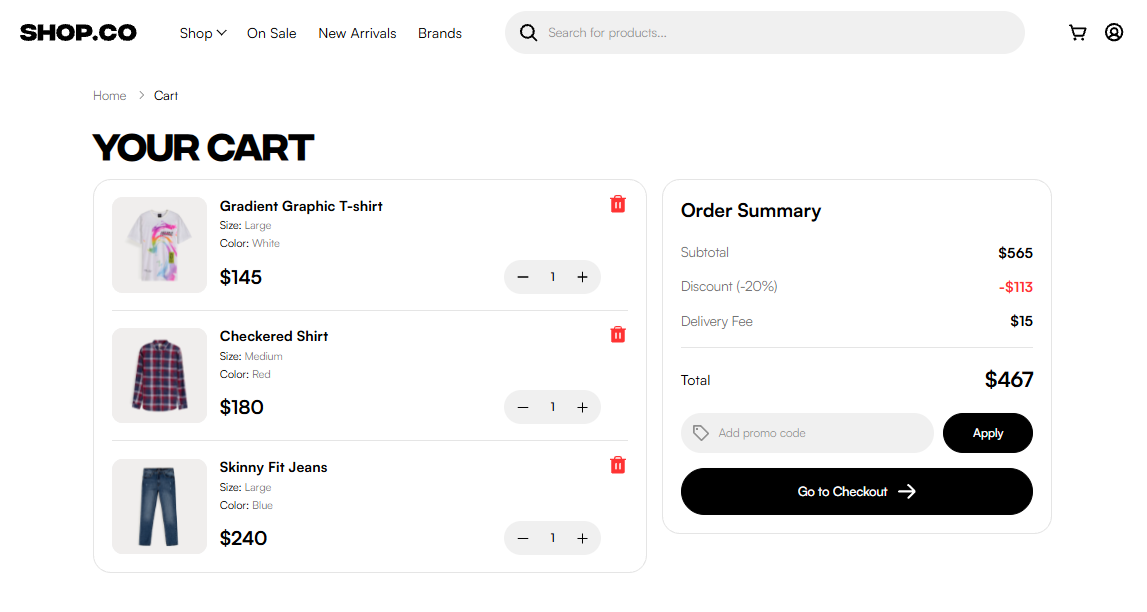 SHOP.CO
Shop On Sale New Arrivals Brands
Search for products...
Home > Cart
YOUR CART
Gradient Graphic T-shirt
Size: Large
Color: White
$145
− 1 +
Checkered Shirt
Size: Medium
Color: Red
$180
− 1 +
Skinny Fit Jeans
Size: Large
Color: Blue
$240
− 1 +
Order Summary
Subtotal $565
Discount (-20%) -$113
Delivery Fee $15
Total $467
Add promo code
Apply
Go to Checkout